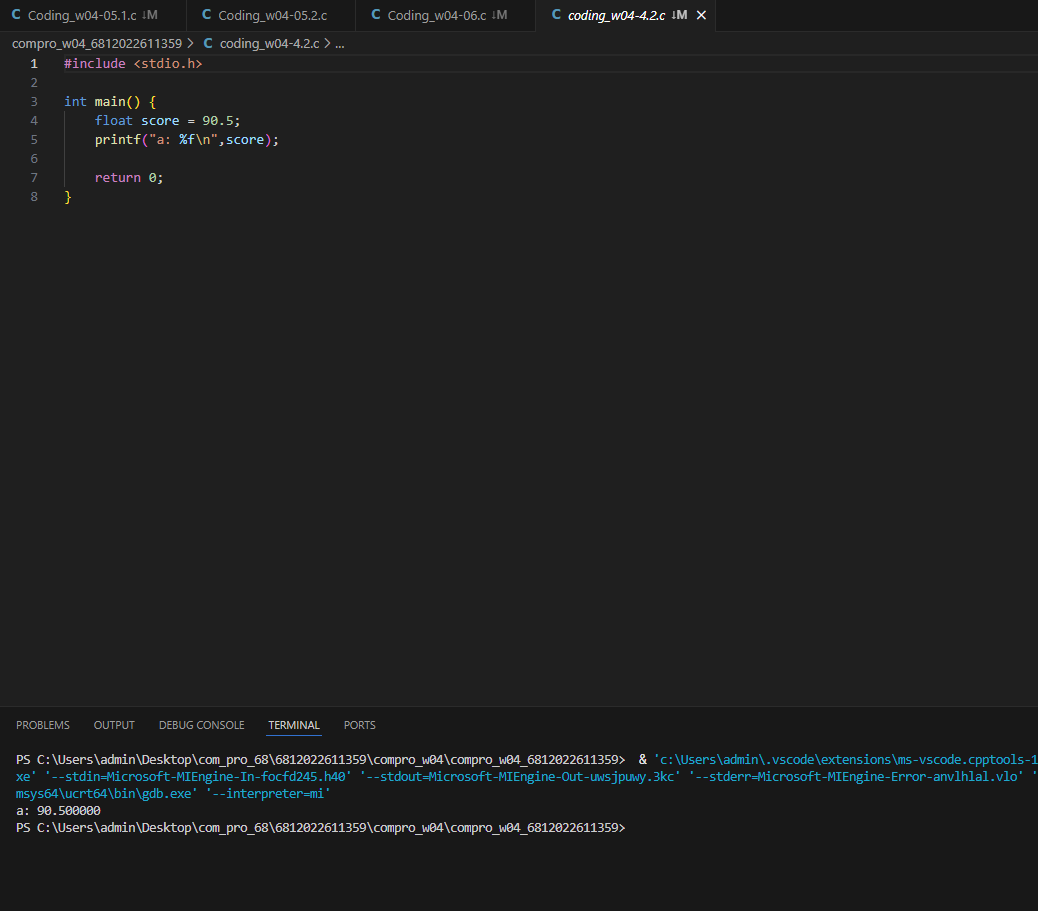 C Coding_w04-05.1.c ↓M C Coding_w04-05.2.c C Coding_w04-06.c ↓M C coding_w04-4.2.c ↓M ×
compro_w04_6812022611359 > C coding_w04-4.2.c > ...
1 #include <stdio.h>
2
3 int main() {
4 float score = 90.5;
5 printf("a: %f\n",score);
6
7 return 0;
8 }
PROBLEMS OUTPUT DEBUG CONSOLE TERMINAL PORTS
PS C:\Users\admin\Desktop\com_pro_68\6812022611359\compro_w04\compro_w04_6812022611359> & 'c:\Users\admin\.vscode\extensions\ms-vscode.cpptools-1
xe' '--stdin=Microsoft-MIEngine-In-focfd245.h40' '--stdout=Microsoft-MIEngine-Out-uwsjpuwy.3kc' '--stderr=Microsoft-MIEngine-Error-anvlhlal.vlo' '
msys64\ucrt64\bin\gdb.exe' '--interpreter=mi'
a: 90.500000
PS C:\Users\admin\Desktop\com_pro_68\6812022611359\compro_w04\compro_w04_6812022611359>